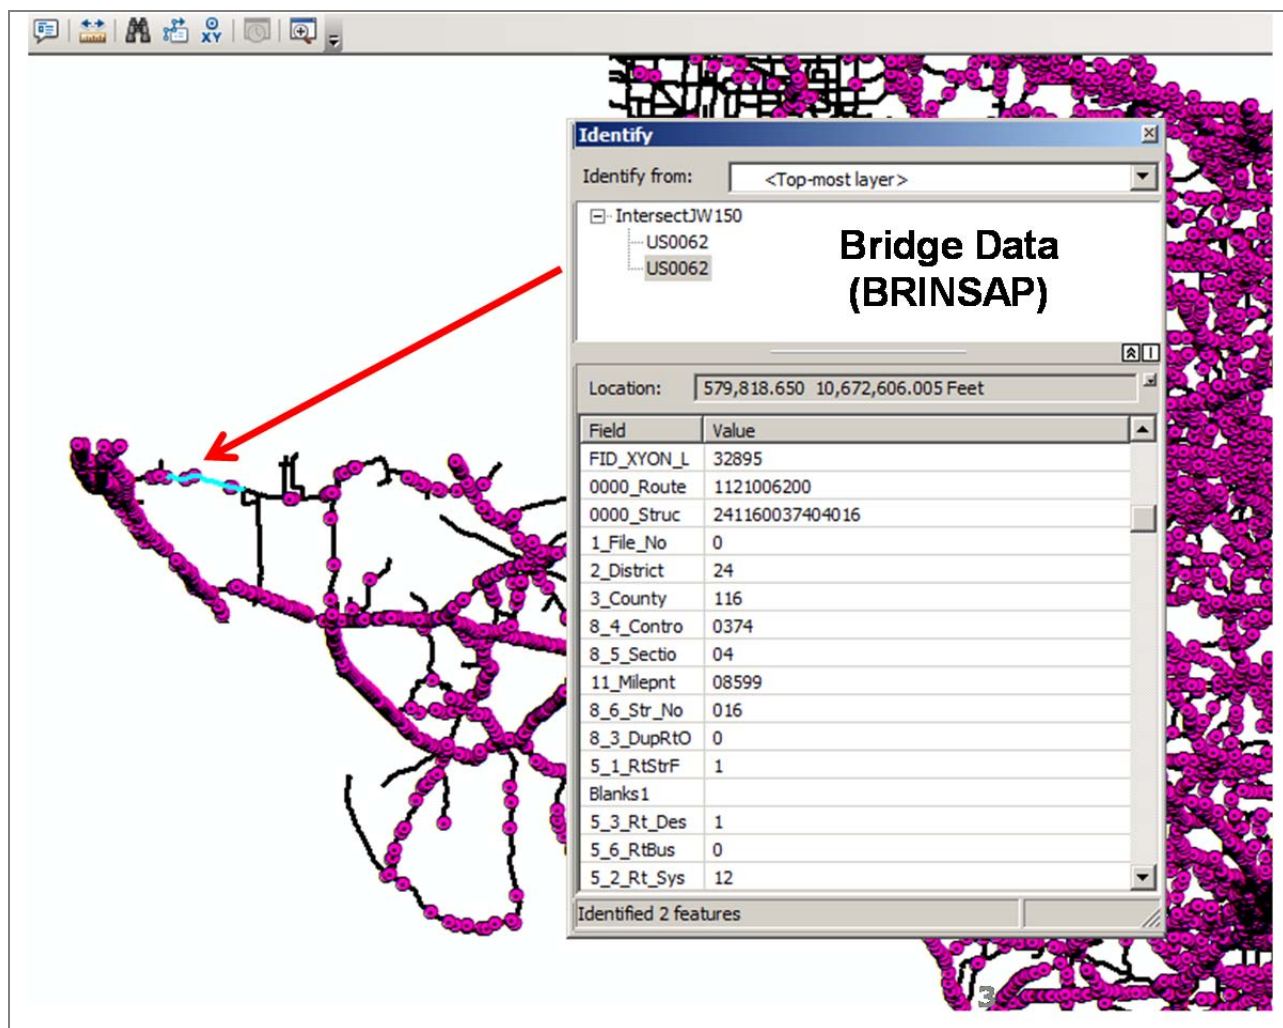 XY
Identify
Identify from: <Top-most layer>
IntersectJW150
US0062
US0062
Bridge Data
(BRINSAP)
Location: 579,818.650 10,672,606.005 Feet
Field Value
FID_XYON_L 32895
0000_Route 1121006200
0000_Struc 241160037404016
1_File_No 0
2_District 24
3_County 116
8_4_Contro 0374
8_5_Sectio 04
11_Milepnt 08599
8_6_Str_No 016
8_3_DupRtO 0
5_1_RtStrF 1
Blanks1
5_3_Rt_Des 1
5_6_RtBus 0
5_2_Rt_Sys 12
Identified 2 features
3